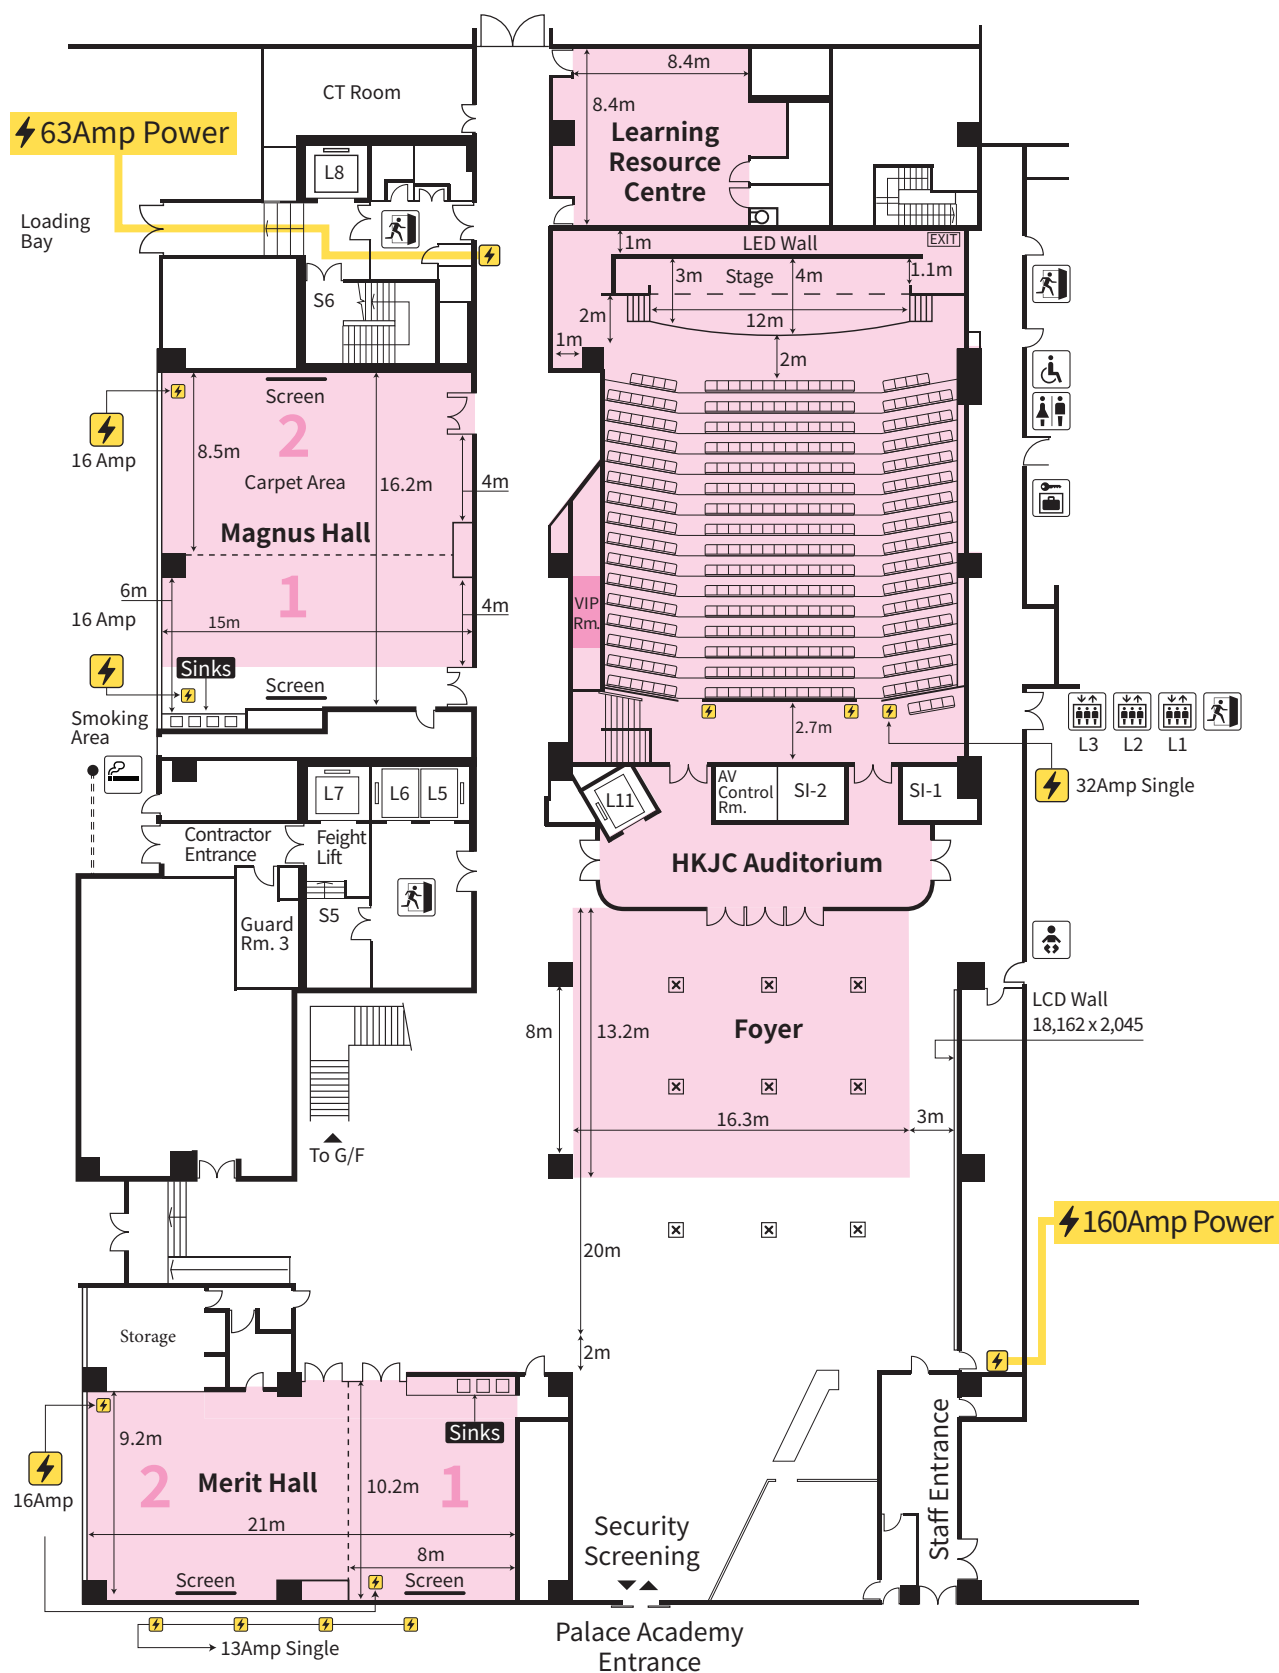 CT Room
8.4m
8.4m
Learning
Resource
Centre
63Amp Power
L8
Loading
Bay
1m
LED Wall
EXIT
3m
Stage
4m
1.1m
S6
2m
12m
1m
2m
Screen
2
16 Amp
8.5m
Carpet Area
16.2m
4m
Magnus Hall
6m
1
16 Amp
4m
15m
VIP
Rm.
Sinks
Screen
Smoking
Area
2.7m
L3
L2
L1
32Amp Single
L7
L6
L5
L11
AV
Control
Rm.
SI-2
SI-1
Contractor
Entrance
Feight
Lift
HKJC Auditorium
S5
Guard
Rm. 3
LCD Wall
18,162 x 2,045
8m
13.2m
Foyer
16.3m
3m
To G/F
160Amp Power
20m
Storage
2m
Sinks
9.2m
16Amp
2
Merit Hall
10.2m
1
21m
8m
Screen
Screen
Staff Entrance
Security
Screening
13Amp Single
Palace Academy
Entrance